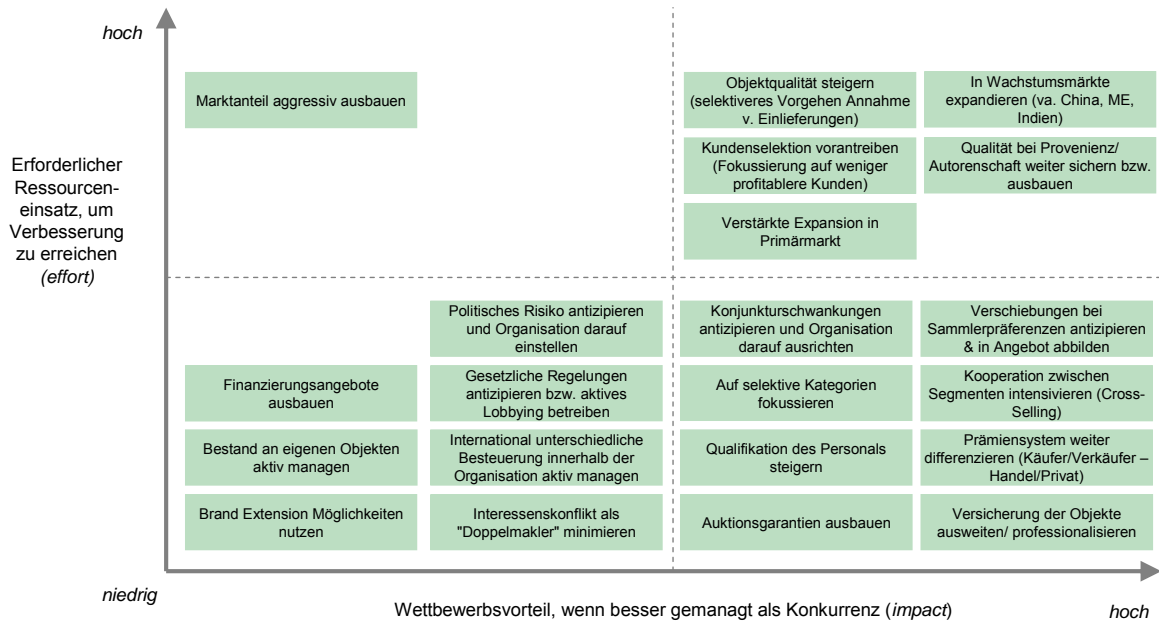 hoch
Marktanteil aggressiv ausbauen
Objektqualität steigern
(selektiveres Vorgehen Annahme
v. Einlieferungen)
In Wachstumsmärkte
expandieren (va. China, ME,
Indien)
Kundenselektion vorantreiben
(Fokussierung auf weniger
profitablere Kunden)
Qualität bei Provenienz/
Autorenschaft weiter sichern bzw.
ausbauen
Verstärkte Expansion in
Primärmarkt
Erforderlicher
Ressourcen-
einsatz, um
Verbesserung
zu erreichen
(effort)
Politisches Risiko antizipieren
und Organisation darauf
einstellen
Konjunkturschwankungen
antizipieren und Organisation
darauf ausrichten
Verschiebungen bei
Sammlerpräferenzen antizipieren
& in Angebot abbilden
Finanzierungsangebote
ausbauen
Gesetzliche Regelungen
antizipieren bzw. aktives
Lobbying betreiben
Auf selektive Kategorien
fokussieren
Kooperation zwischen
Segmenten intensivieren (Cross-
Selling)
Bestand an eigenen Objekten
aktiv managen
International unterschiedliche
Besteuerung innerhalb der
Organisation aktiv managen
Qualifikation des Personals
steigern
Prämiensystem weiter
differenzieren (Käufer/Verkäufer –
Handel/Privat)
Brand Extension Möglichkeiten
nutzen
Interessenskonflikt als
"Doppelmakler" minimieren
Auktionsgarantien ausbauen
Versicherung der Objekte
ausweiten/ professionalisieren
niedrig
Wettbewerbsvorteil, wenn besser gemanagt als Konkurrenz (impact)
hoch